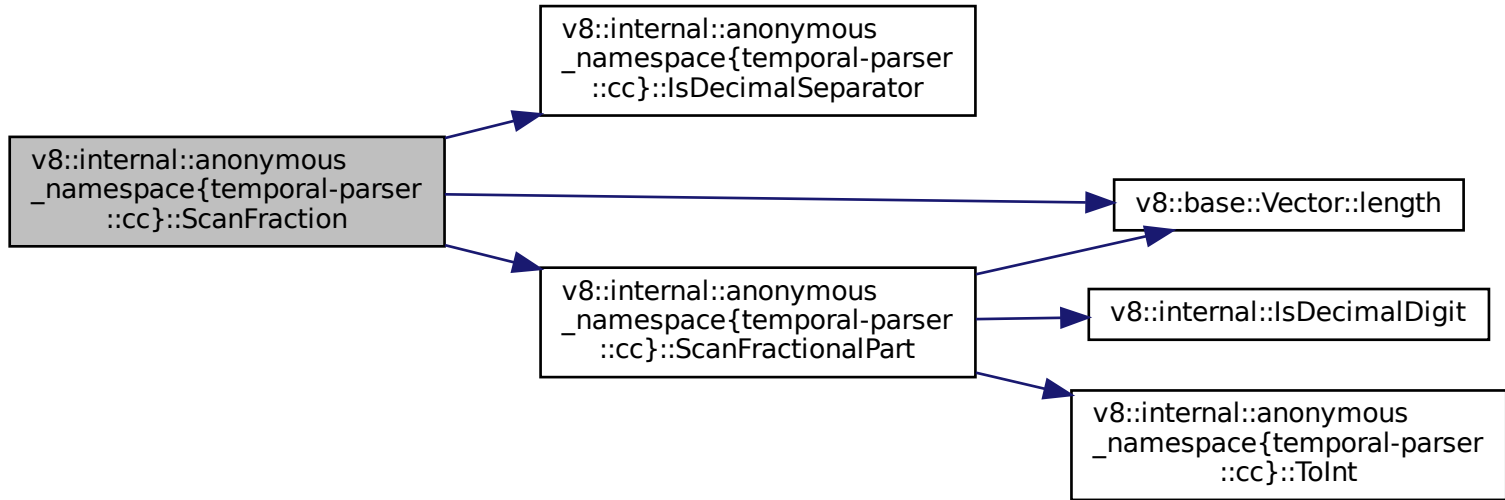 v8::internal::anonymous
_namespace{temporal-parser
::cc}::ScanFraction
v8::internal::anonymous
_namespace{temporal-parser
::cc}::IsDecimalSeparator
v8::base::Vector::length
v8::internal::anonymous
_namespace{temporal-parser
::cc}::ScanFractionalPart
v8::internal::IsDecimalDigit
v8::internal::anonymous
_namespace{temporal-parser
::cc}::ToInt